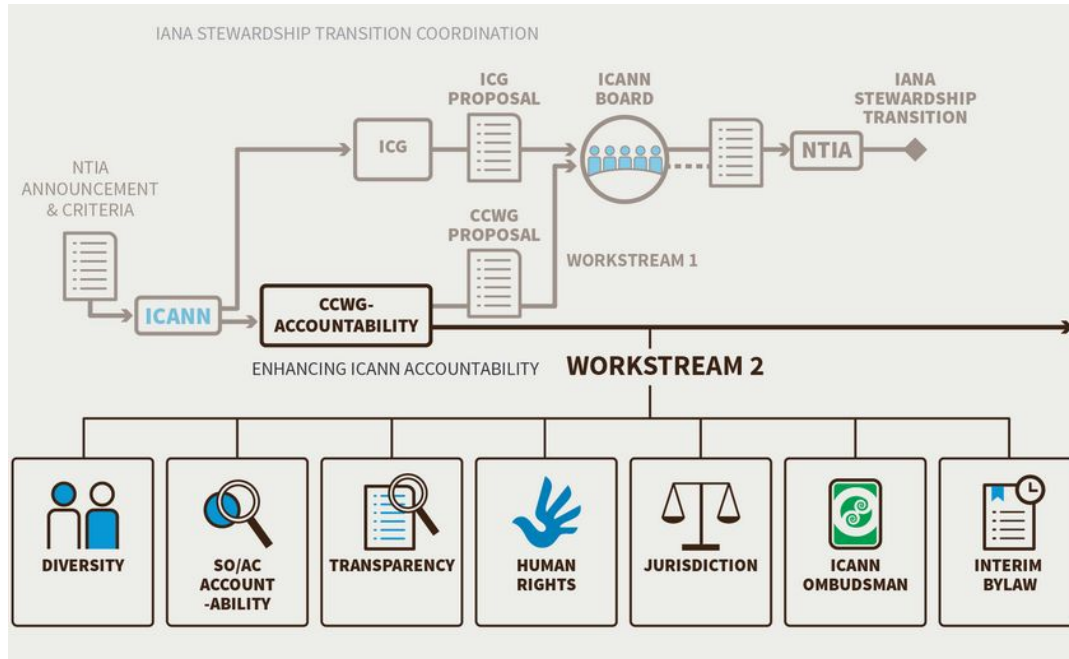 IANA STEWARDSHIP TRANSITION COORDINATION
ICG
PROPOSAL
ICANN
BOARD
IANA
STEWARDSHIP
TRANSITION
ICG
NTIA
NTIA
ANNOUNCEMENT
& CRITERIA
CCWG
PROPOSAL
WORKSTREAM 1
ICANN
CCWG-
ACCOUNTABILITY
ENHANCING ICANN ACCOUNTABILITY
WORKSTREAM 2
DIVERSITY
SO/AC
ACCOUNT
-ABILITY
TRANSPARENCY
HUMAN
RIGHTS
JURISDICTION
ICANN
OMBUDSMAN
INTERIM
BYLAW